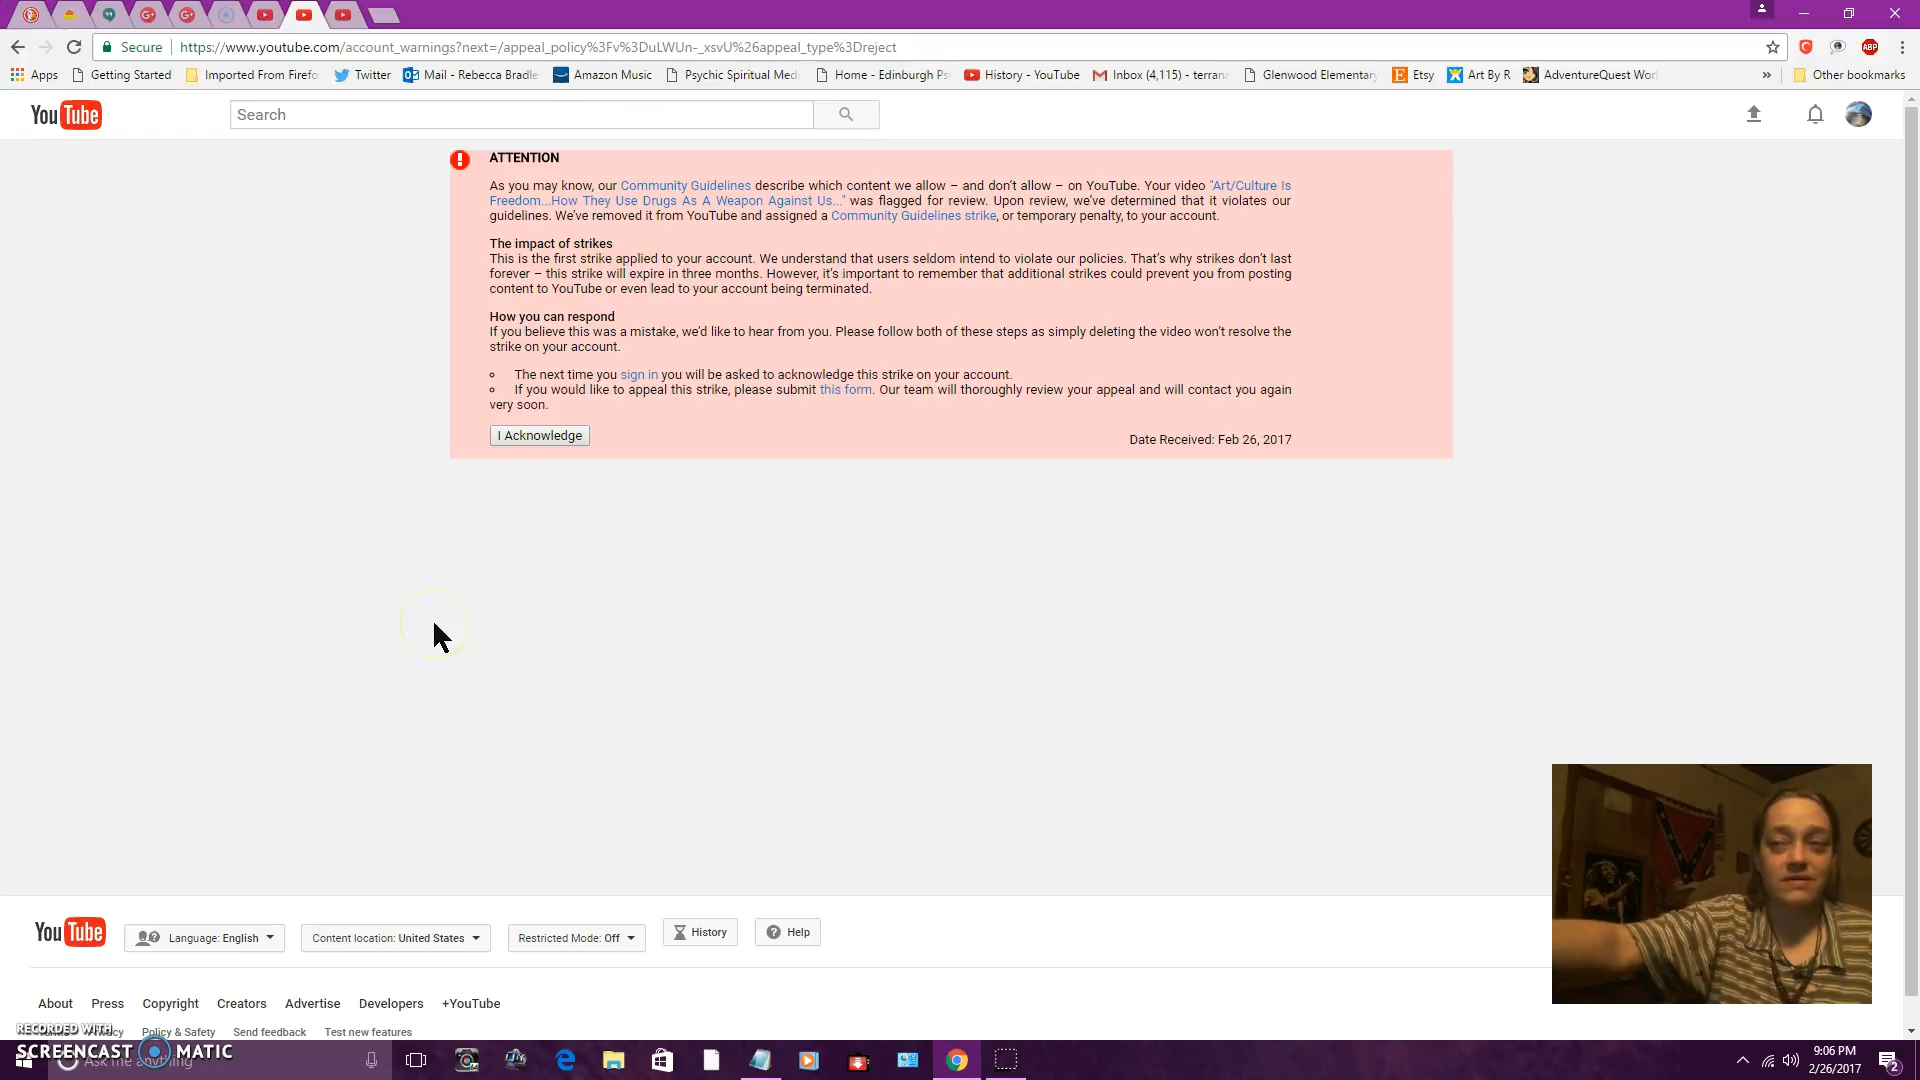 Secure https://www.youtube.com/account_warnings?next=/appeal_policy%3Fv%3DuLWUn-_xsvU%26appeal_type%3Dreject
Apps Getting Started Imported From Firefo Twitter Mail - Rebecca Bradle Amazon Music Psychic Spiritual Med Home - Edinburgh Ps History - YouTube Inbox (4,115) - terran Glenwood Elementar Etsy Art By R AdventureQuest Worl » Other bookmarks
YouTube Search
ATTENTION
As you may know, our Community Guidelines describe which content we allow – and don't allow – on YouTube. Your video "Art/Culture Is
Freedom...How They Use Drugs As A Weapon Against Us..." was flagged for review. Upon review, we've determined that it violates our
guidelines. We've removed it from YouTube and assigned a Community Guidelines strike, or temporary penalty, to your account.
The impact of strikes
This is the first strike applied to your account. We understand that users seldom intend to violate our policies. That's why strikes don't last
forever – this strike will expire in three months. However, it's important to remember that additional strikes could prevent you from posting
content to YouTube or even lead to your account being terminated.
How you can respond
If you believe this was a mistake, we'd like to hear from you. Please follow both of these steps as simply deleting the video won't resolve the
strike on your account.
The next time you sign in you will be asked to acknowledge this strike on your account.
If you would like to appeal this strike, please submit this form. Our team will thoroughly review your appeal and will contact you again
very soon.
I Acknowledge Date Received: Feb 26, 2017
YouTube Language: English Content location: United States Restricted Mode: Off History Help
About Press Copyright Creators Advertise Developers +YouTube
Policy & Safety Send feedback Test new features
RECORDED WITH
SCREENCAST MATIC
Ask me anything
9:06 PM
2/26/2017
2
ABP